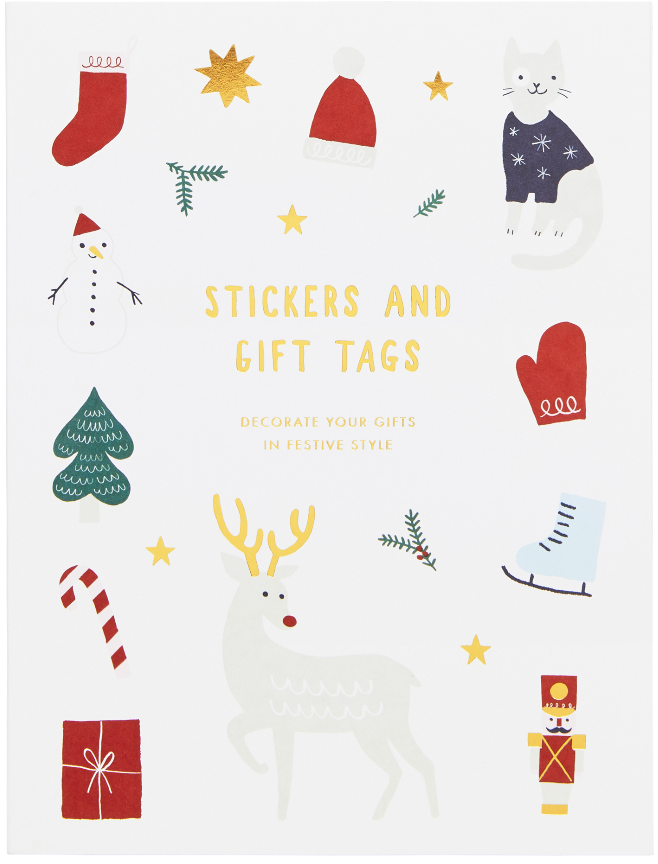 STICKERS AND
GIFT TAGS
DECORATE YOUR GIFTS
IN FESTIVE STYLE